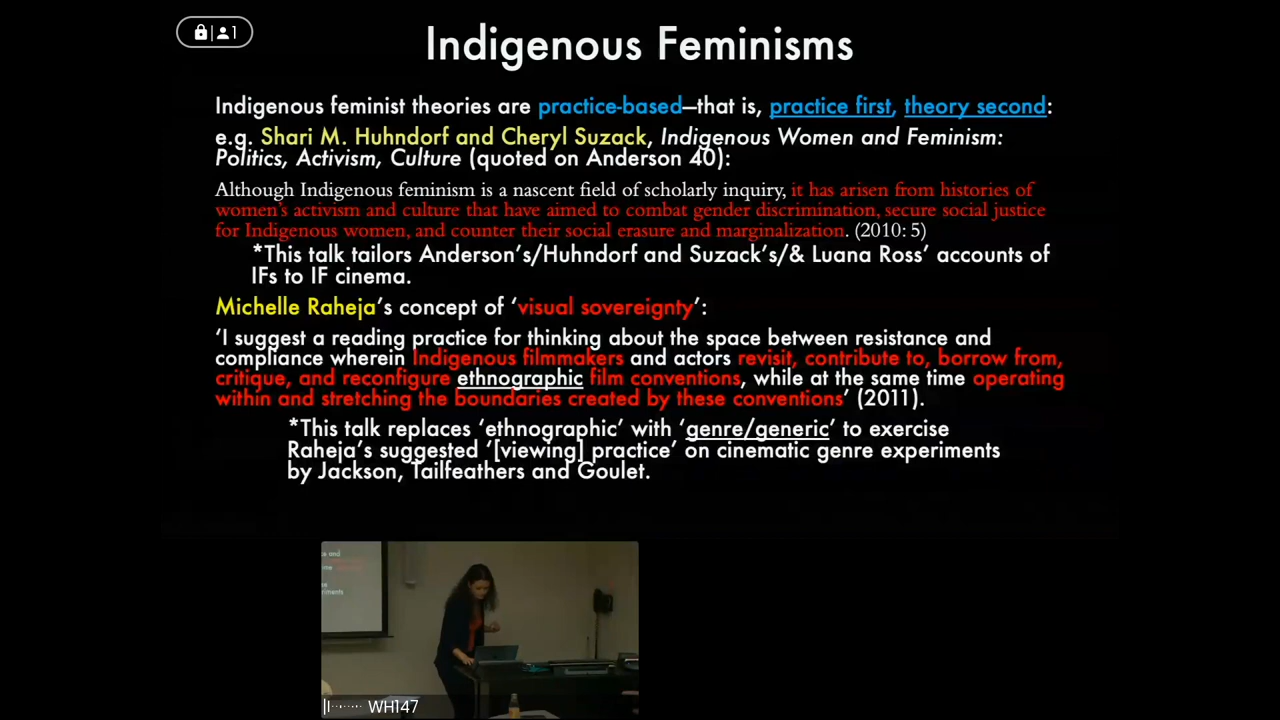 1
Indigenous Feminisms
Indigenous feminist theories are practice-based—that is, practice first, theory second:
e.g. Shari M. Huhndorf and Cheryl Suzack, Indigenous Women and Feminism:
Politics, Activism, Culture (quoted on Anderson 40):
Although Indigenous feminism is a nascent field of scholarly inquiry, it has arisen from histories of
women's activism and culture that have aimed to combat gender discrimination, secure social justice
for Indigenous women, and counter their social erasure and marginalization. (2010: 5)
*This talk tailors Anderson's/Huhndorf and Suzack's/& Luana Ross' accounts of
IFs to IF cinema.
Michelle Raheja's concept of 'visual sovereignty':
'I suggest a reading practice for thinking about the space between resistance and
compliance wherein Indigenous filmmakers and actors revisit, contribute to, borrow from,
critique, and reconfigure ethnographic film conventions, while at the same time operating
within and stretching the boundaries created by these conventions' (2011).
*This talk replaces 'ethnographic' with 'genre/generic' to exercise
Raheja's suggested '[viewing] practice' on cinematic genre experiments
by Jackson, Tailfeathers and Goulet.
and
WH147